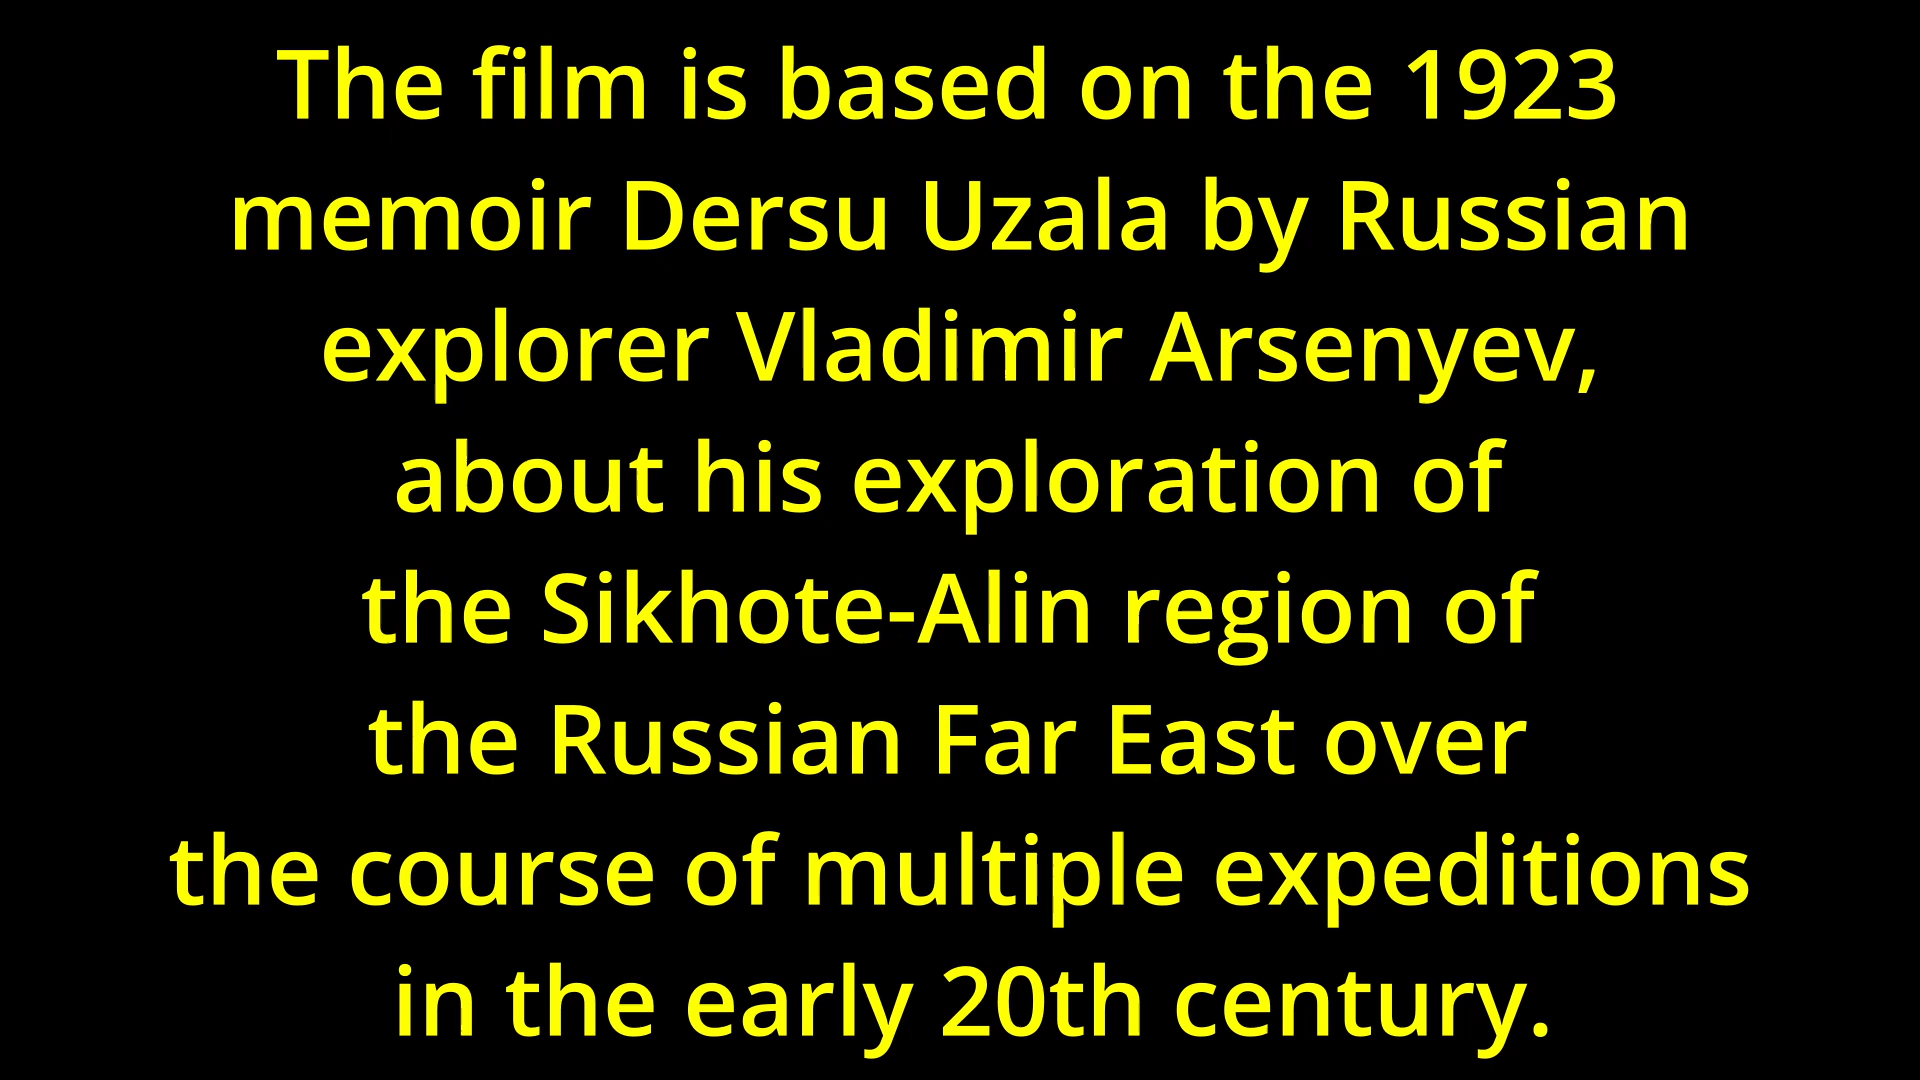 The film is based on the 1923
memoir Dersu Uzala by Russian
explorer Vladimir Arsenyev,
about his exploration of
the Sikhote-Alin region of
the Russian Far East over
the course of multiple expeditions
in the early 20th century.